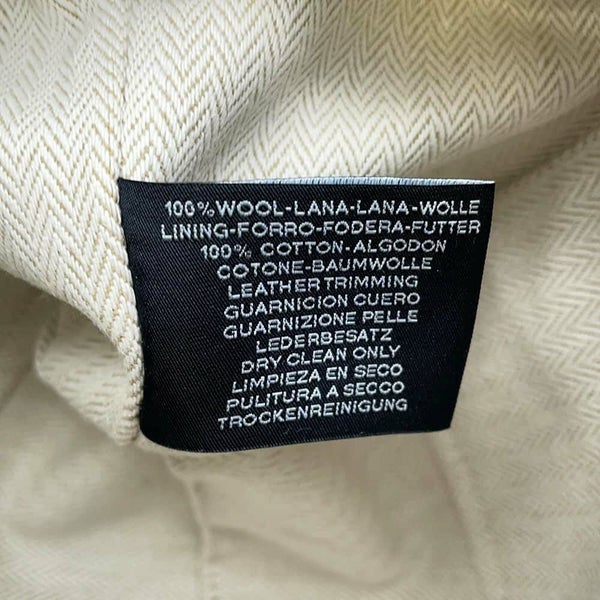 100% WOOL-LANA-LANA-WOLLE
LINING-FORRO-FODERA-FUTTER
100% COTTON-ALGODON
COTONE-BAUMWOLLE
LEATHER TRIMMING
GUARNICION CUERO
GUARNIZIONE PELLE
LEDERBESATZ
DRY CLEAN ONLY
LIMPIEZA EN SECO
PULITURA A SECCO
TROCKENREINIGUNG